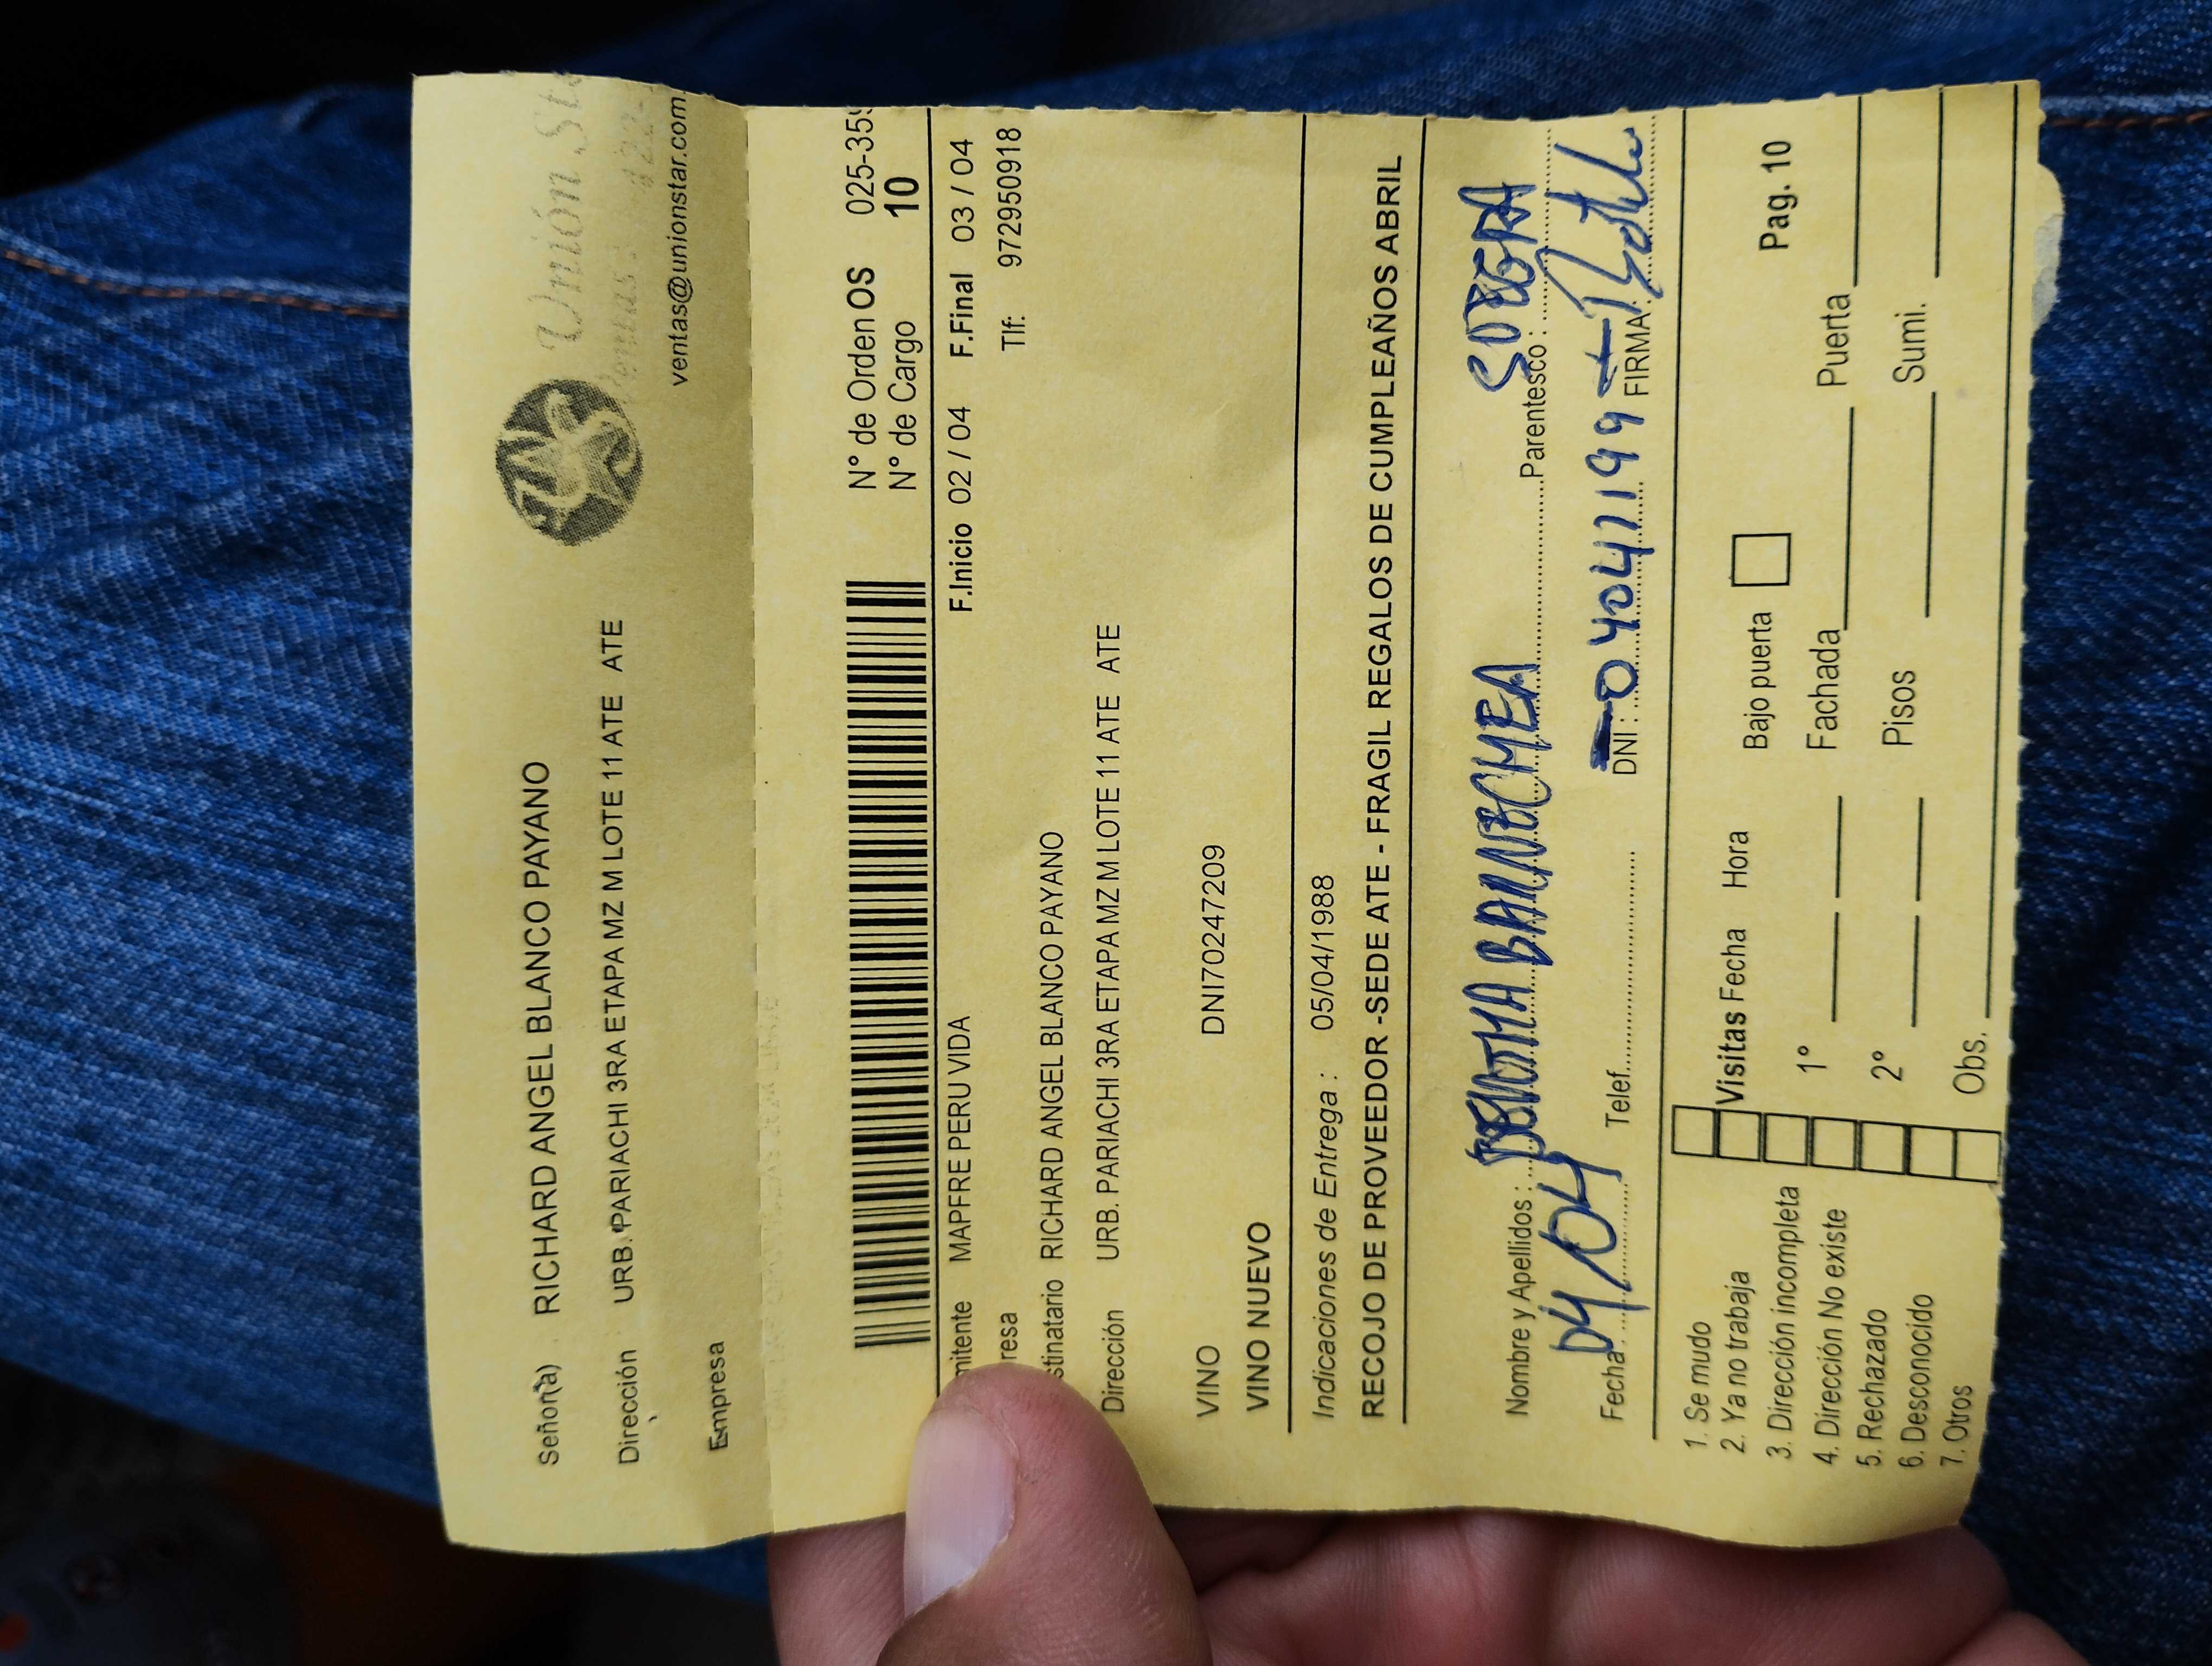 Unión St
Señor(a) RICHARD ANGEL BLANCO PAYANO
Dirección URB. PARIACHI 3RA ETAPA MZ M LOTE 11 ATE ATE
ventas@unionstar.com
Empresa
N° de Orden OS 025-359
N° de Cargo 10
mitente MAPFRE PERU VIDA F.Inicio 02 / 04 F.Final 03 / 04
resa Tlf: 972950918
stinatario RICHARD ANGEL BLANCO PAYANO
Dirección URB. PARIACHI 3RA ETAPA MZ M LOTE 11 ATE ATE
VINO DNI70247209
VINO NUEVO
Indicaciones de Entrega : 05/04/1988
RECOJO DE PROVEEDOR -SEDE ATE - FRAGIL REGALOS DE CUMPLEAÑOS ABRIL
Nombre y Apellidos : Parentesco : SUEGRA
Fecha 04/04 Telef. DNI : 04047199 FIRMA:
1. Se mudo
2. Ya no trabaja Visitas Fecha Hora Bajo puerta Pag. 10
3. Dirección incompleta
4. Dirección No existe 1° Fachada Puerta
5. Rechazado
6. Desconocido 2° Pisos Sumi.
7. Otros Obs.